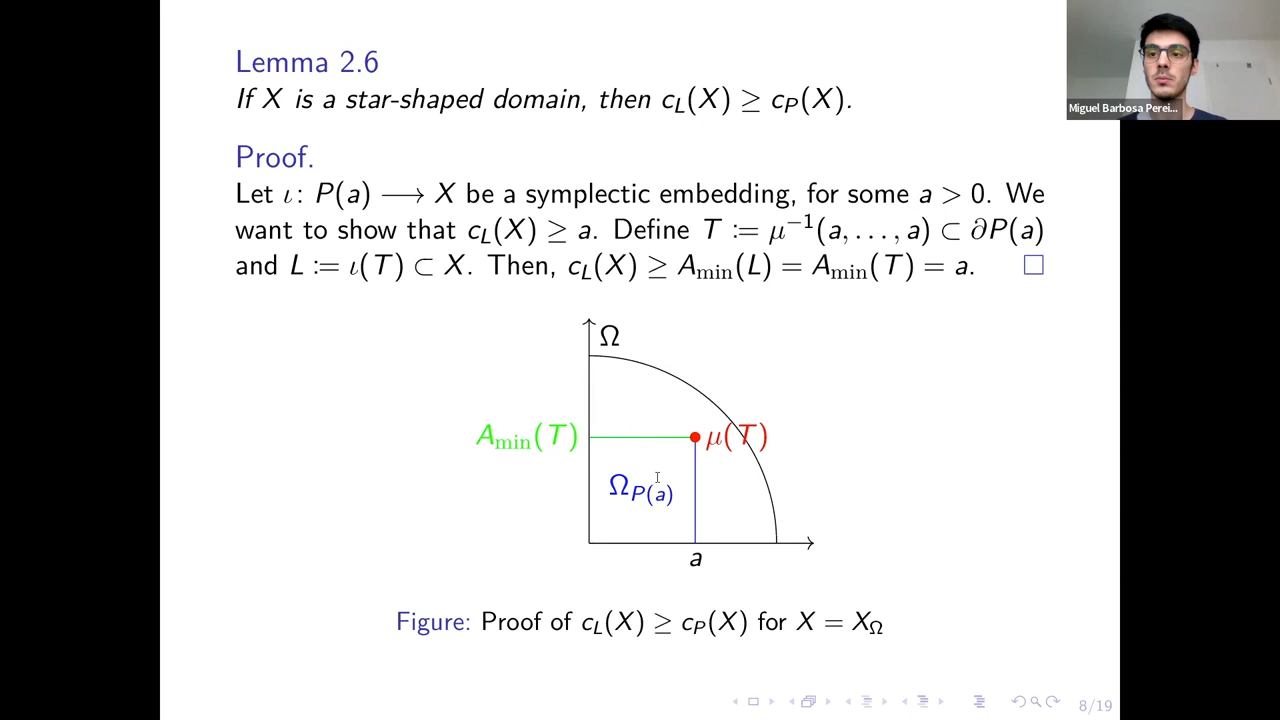 Lemma 2.6
If X is a star-shaped domain, then c_L(X) ≥ c_P(X).
Proof.
Let ι: P(a) ⟶ X be a symplectic embedding, for some a > 0. We
want to show that c_L(X) ≥ a. Define T := μ⁻¹(a, . . . , a) ⊂ ∂P(a)
and L := ι(T) ⊂ X. Then, c_L(X) ≥ A_min(L) = A_min(T) = a. □
Ω
A_min(T)
μ(T)
Ω_P(a)
a
Figure: Proof of c_L(X) ≥ c_P(X) for X = X_Ω
8/19
Miguel Barbosa Perei...